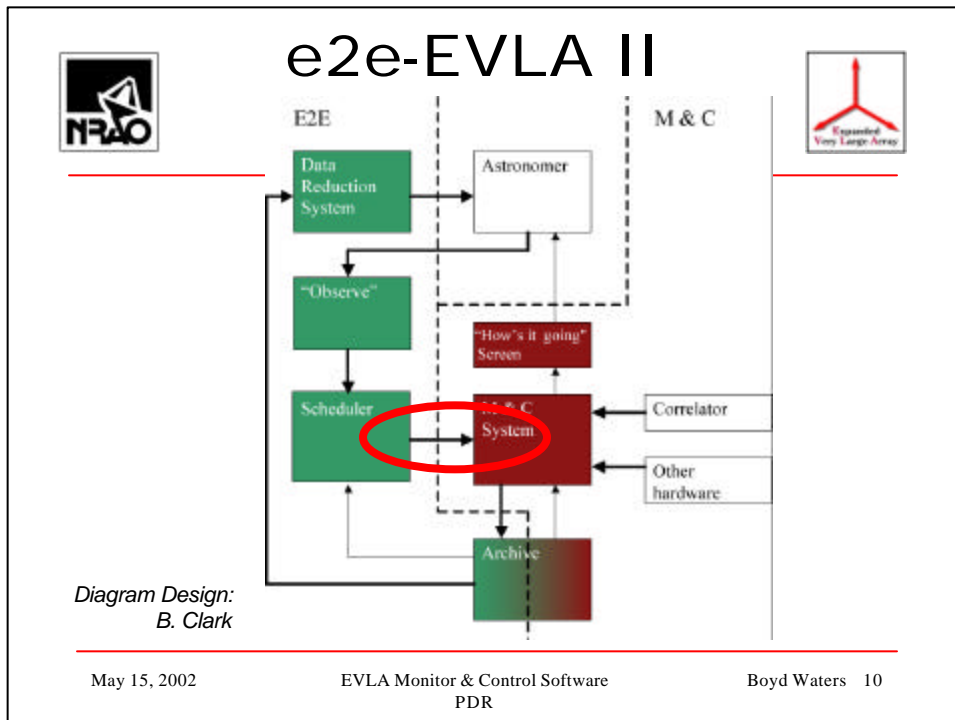 e2e-EVLA II
NRAO
Expanded
Very Large Array
E2E
M & C
Data
Reduction
System
Astronomer
"Observe"
"How's it going"
Screen
Scheduler
M & C
System
Correlator
Other
hardware
Archive
Diagram Design:
B. Clark
May 15, 2002
EVLA Monitor & Control Software
PDR
Boyd Waters 10